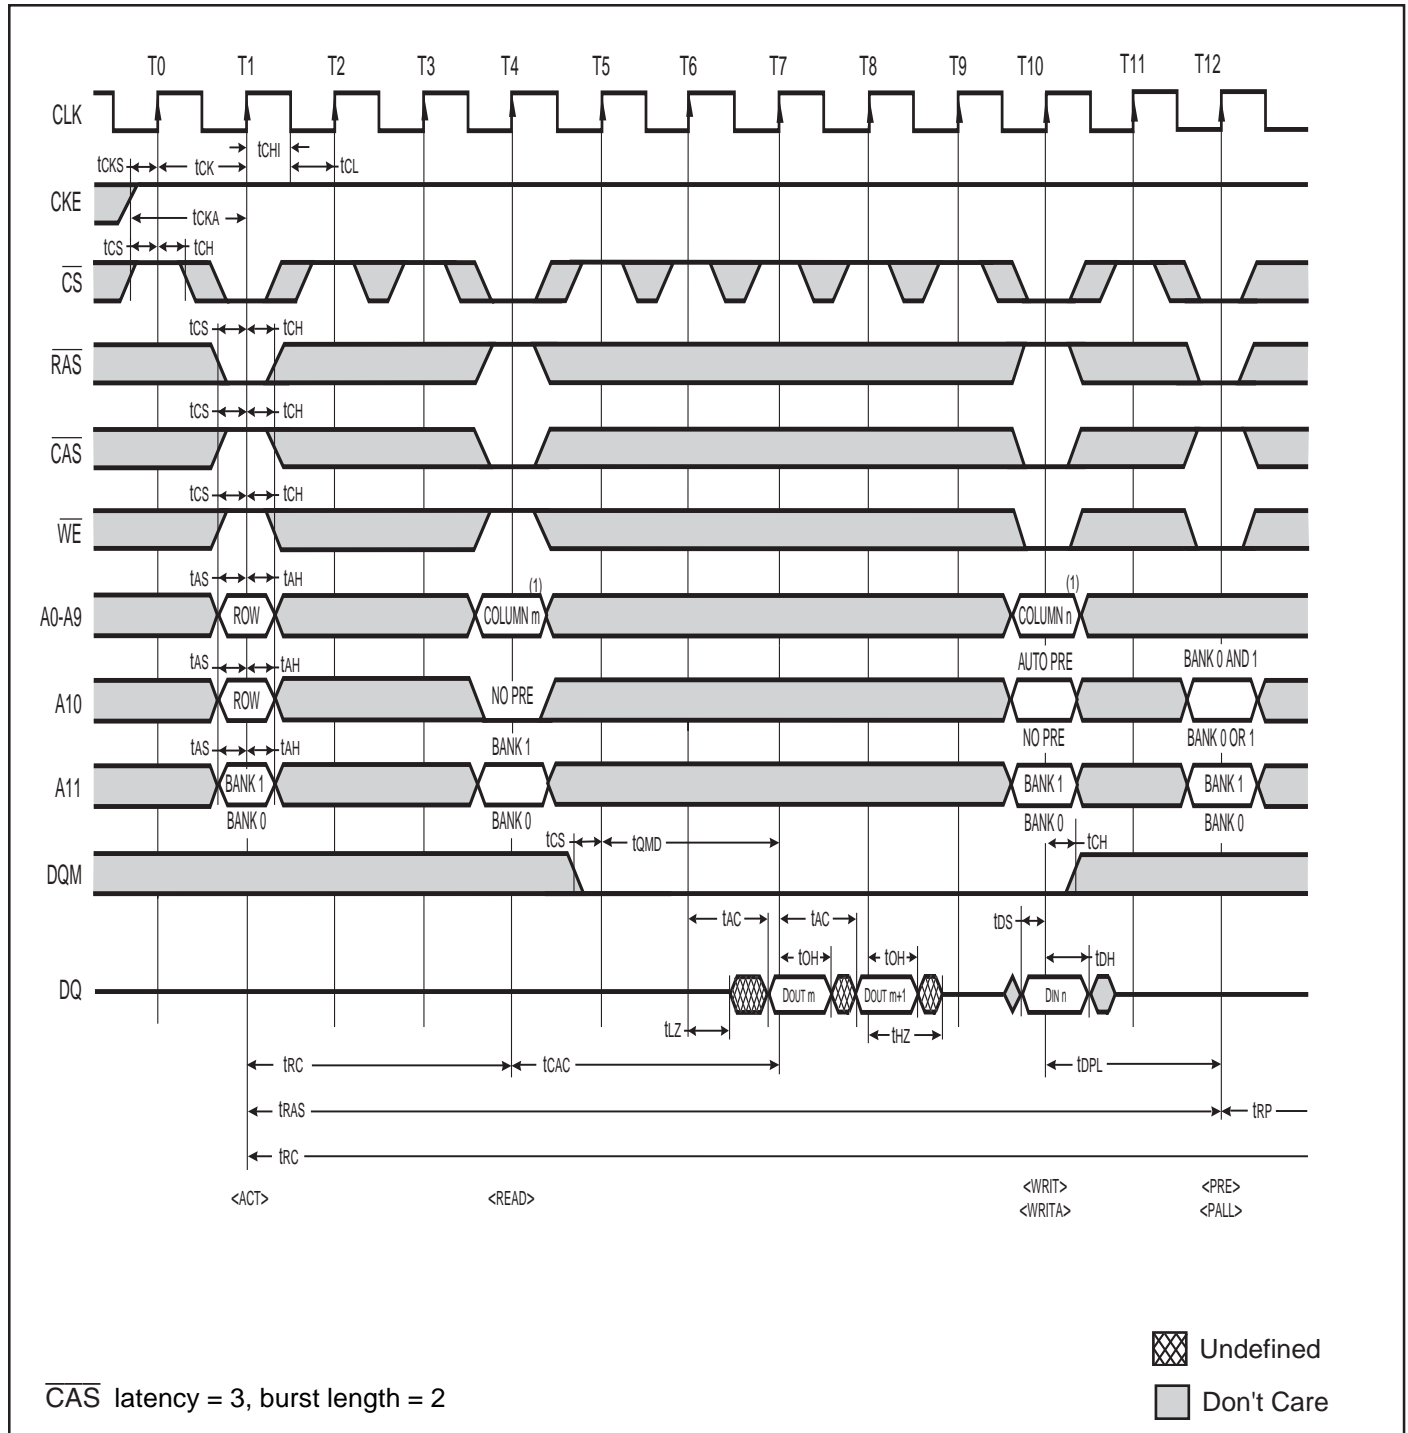 T0 T1 T2 T3 T4 T5 T6 T7 T8 T9 T10 T11 T12
CLK
tCHI
tCKS tCK tCL
CKE
tCKA
tCS tCH
CS
tCS tCH
RAS
tCS tCH
CAS
tCS tCH
WE
tAS tAH (1) (1)
A0-A9 ROW COLUMN m COLUMN n
tAS tAH AUTO PRE BANK 0 AND 1
A10 ROW NO PRE
tAS tAH BANK 1 NO PRE BANK 0 OR 1
A11 BANK 1 BANK 1 BANK 1
BANK 0 BANK 0 BANK 0 BANK 0
tCS tQMD tCH
DQM
tAC tAC tDS
tOH tOH tDH
DQ DOUT m DOUT m+1 DIN n
tLZ tHZ
tRC tCAC tDPL
tRAS tRP
tRC
<ACT> <READ> <WRIT> <PRE>
<WRITA> <PALL>
Undefined
CAS latency = 3, burst length = 2
Don't Care